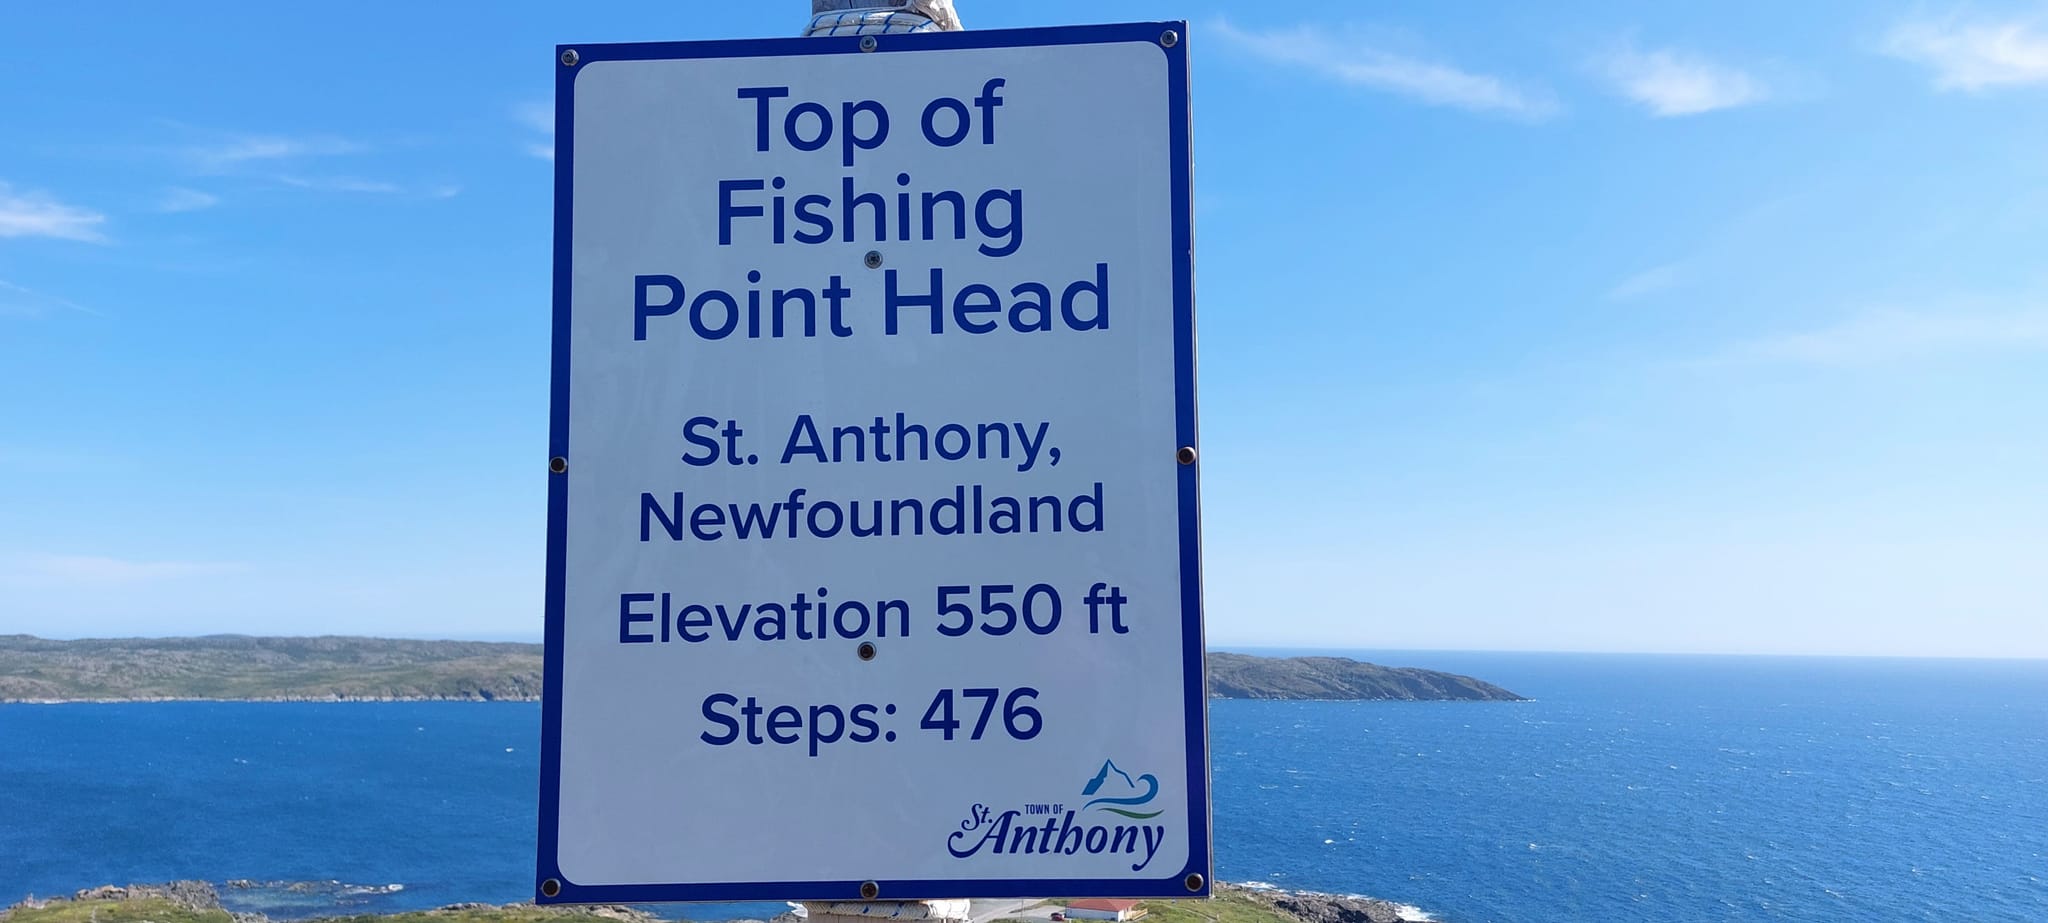 Top of
Fishing
Point Head
St. Anthony,
Newfoundland
Elevation 550 ft
Steps: 476
TOWN OF
St. Anthony